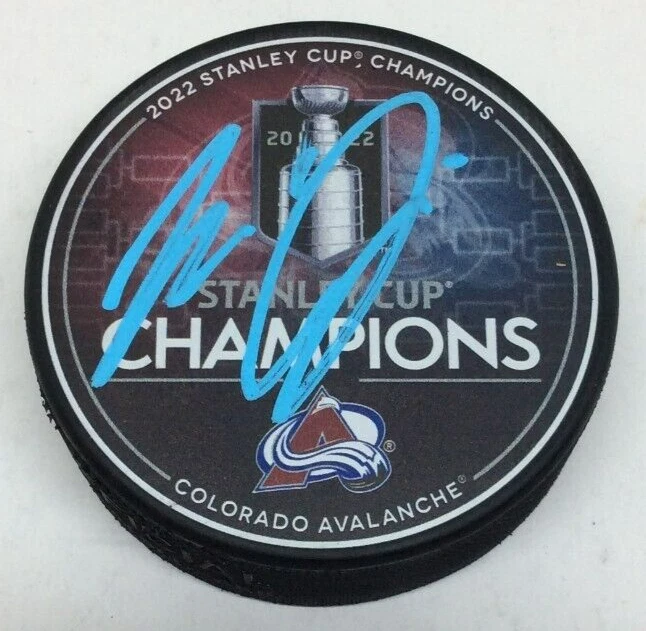 2022 STANLEY CUP® CHAMPIONS
20 22
STANLEY CUP®
CHAMPIONS
A ®
COLORADO AVALANCHE®